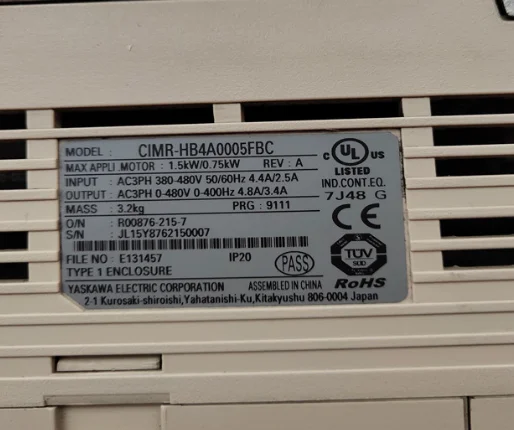 MODEL : CIMR-HB4A0005FBC
MAX APPLI .MOTOR : 1.5kW/0.75kW REV : A
INPUT : AC3PH 380-480V 50/60Hz 4.4A/2.5A
OUTPUT : AC3PH 0-480V 0-400Hz 4.8A/3.4A
MASS : 3.2kg PRG : 9111
O/N : R00876-215-7
S/N : JL15Y8762150007
FILE NO : E131457 IP20
TYPE 1 ENCLOSURE PASS
YASKAWA ELECTRIC CORPORATION ASSEMBLED IN CHINA
2-1 Kurosaki-shiroishi,Yahatanishi-Ku,Kitakyushu 806-0004 Japan
C UL US
LISTED
IND.CONT.EQ.
7J48 G
CE
TÜV
SÜD
RoHS